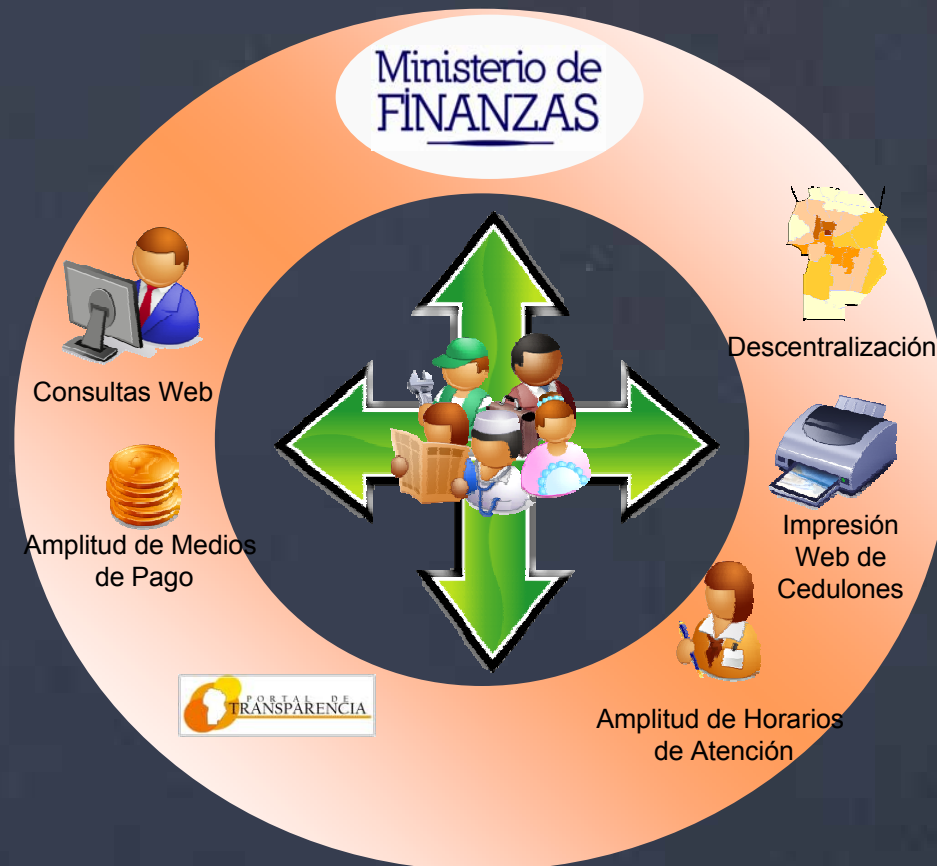 Ministerio de
FINANZAS
Descentralización
Consultas Web
Impresión
Web de
Cedulones
Amplitud de Medios
de Pago
PORTAL DE
TRANSPARENCIA
Amplitud de Horarios
de Atención